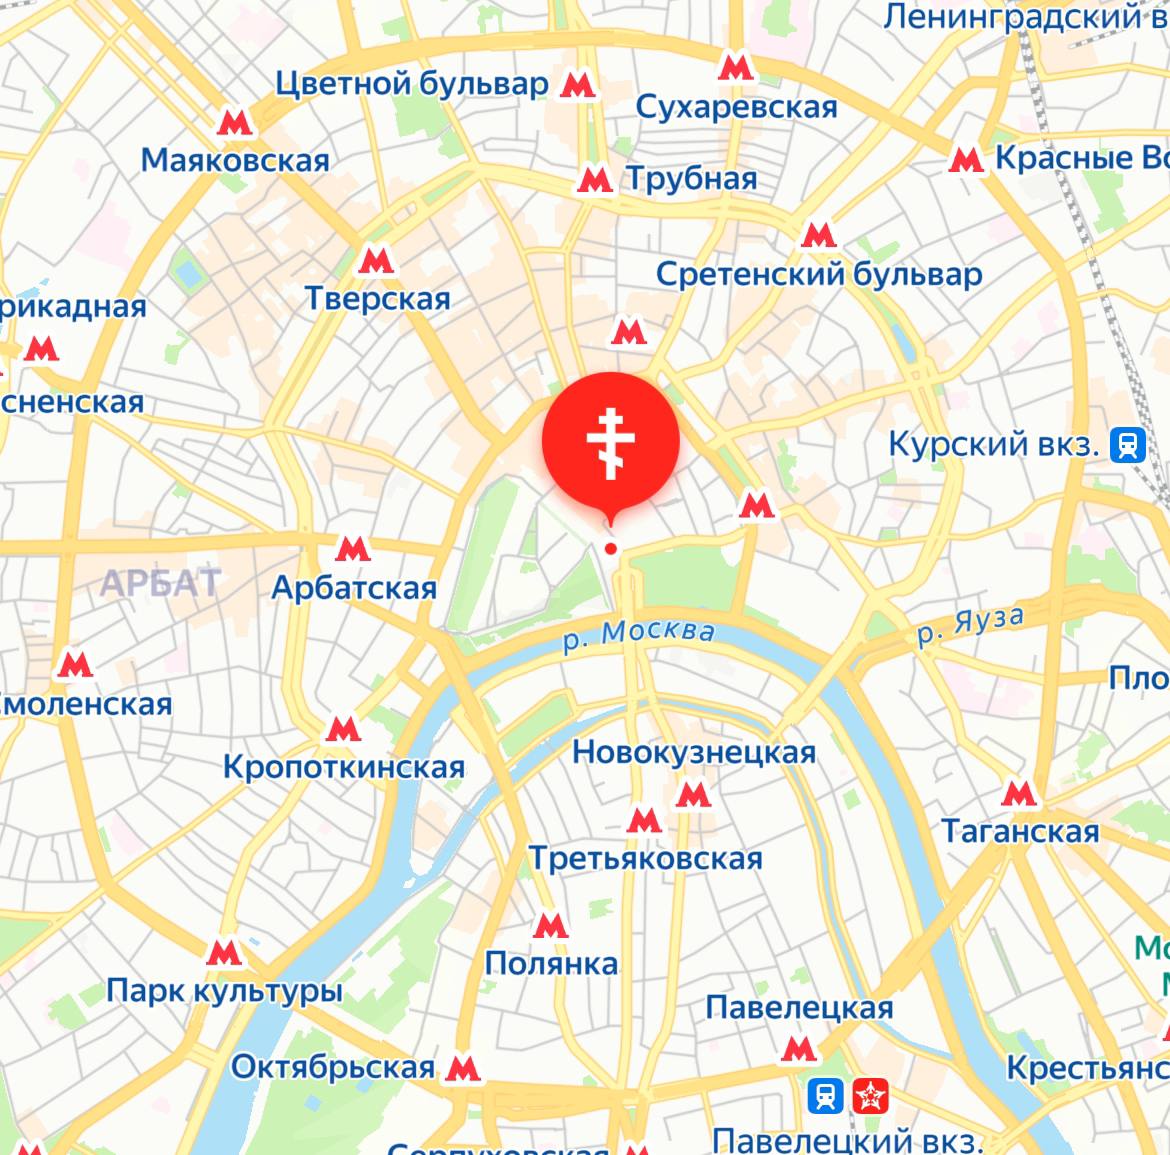 Ленинградский в
Цветной бульвар
Сухаревская
Маяковская
Красные Во
Трубная
Сретенский бульвар
Тверская
рикадная
сненская
Курский вкз.
Арбатская
АРБАТ
р. Москва
р. Яуза
Пло
моленская
Кропоткинская
Новокузнецкая
Таганская
Третьяковская
Мо
М
Полянка
Парк культуры
Павелецкая
Октябрьская
Крестьянс
Павелецкий вкз.
Серпуховская